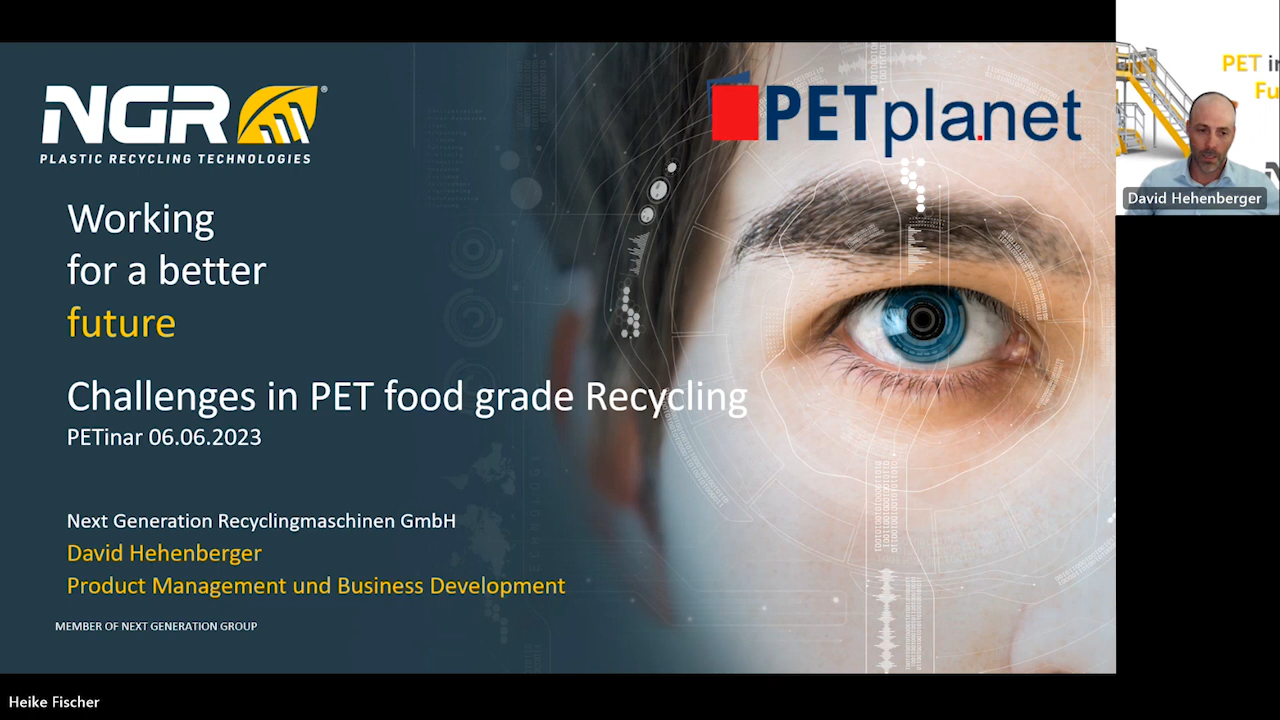 NGR®
PLASTIC RECYCLING TECHNOLOGIES
PETplanet
PET in
Fu
David Hehenberger
Working
for a better
future
Challenges in PET food grade Recycling
PETinar 06.06.2023
Next Generation Recyclingmaschinen GmbH
David Hehenberger
Product Management und Business Development
MEMBER OF NEXT GENERATION GROUP
Heike Fischer